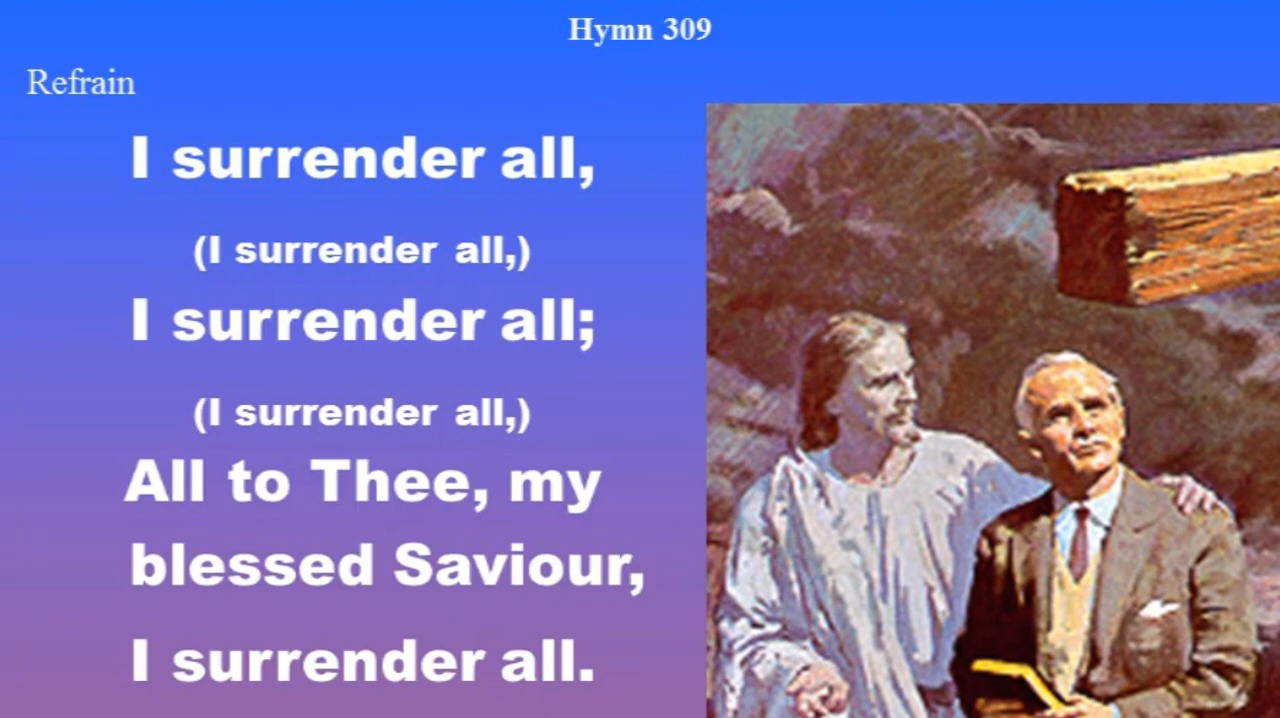 Hymn 309
Refrain
I surrender all,
(I surrender all,)
I surrender all;
(I surrender all,)
All to Thee, my
blessed Saviour,
I surrender all.